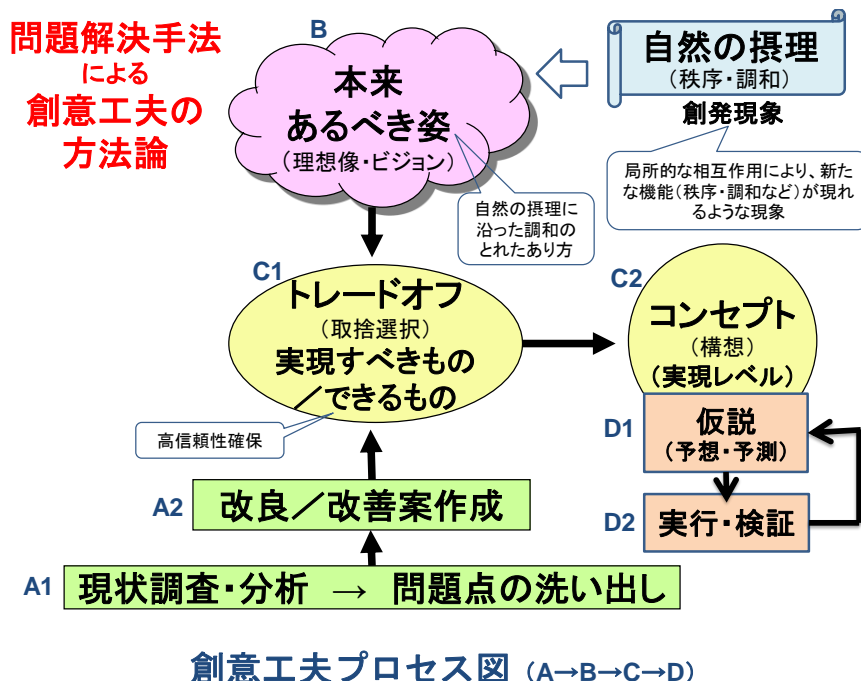 問題解決手法
による
創意工夫の
方法論
B
本来
あるべき姿
（理想像・ビジョン）
自然の摂理
（秩序・調和）
創発現象
局所的な相互作用により、新た
な機能（秩序・調和など）が現れ
るような現象
自然の摂理に
沿った調和の
とれたあり方
C1
トレードオフ
（取捨選択）
実現すべきもの
／できるもの
高信頼性確保
C2
コンセプト
（構想）
（実現レベル）
D1
仮説
（予想・予測）
D2
実行・検証
A2
改良／改善案作成
A1
現状調査・分析 → 問題点の洗い出し
創意工夫プロセス図（A→B→C→D）